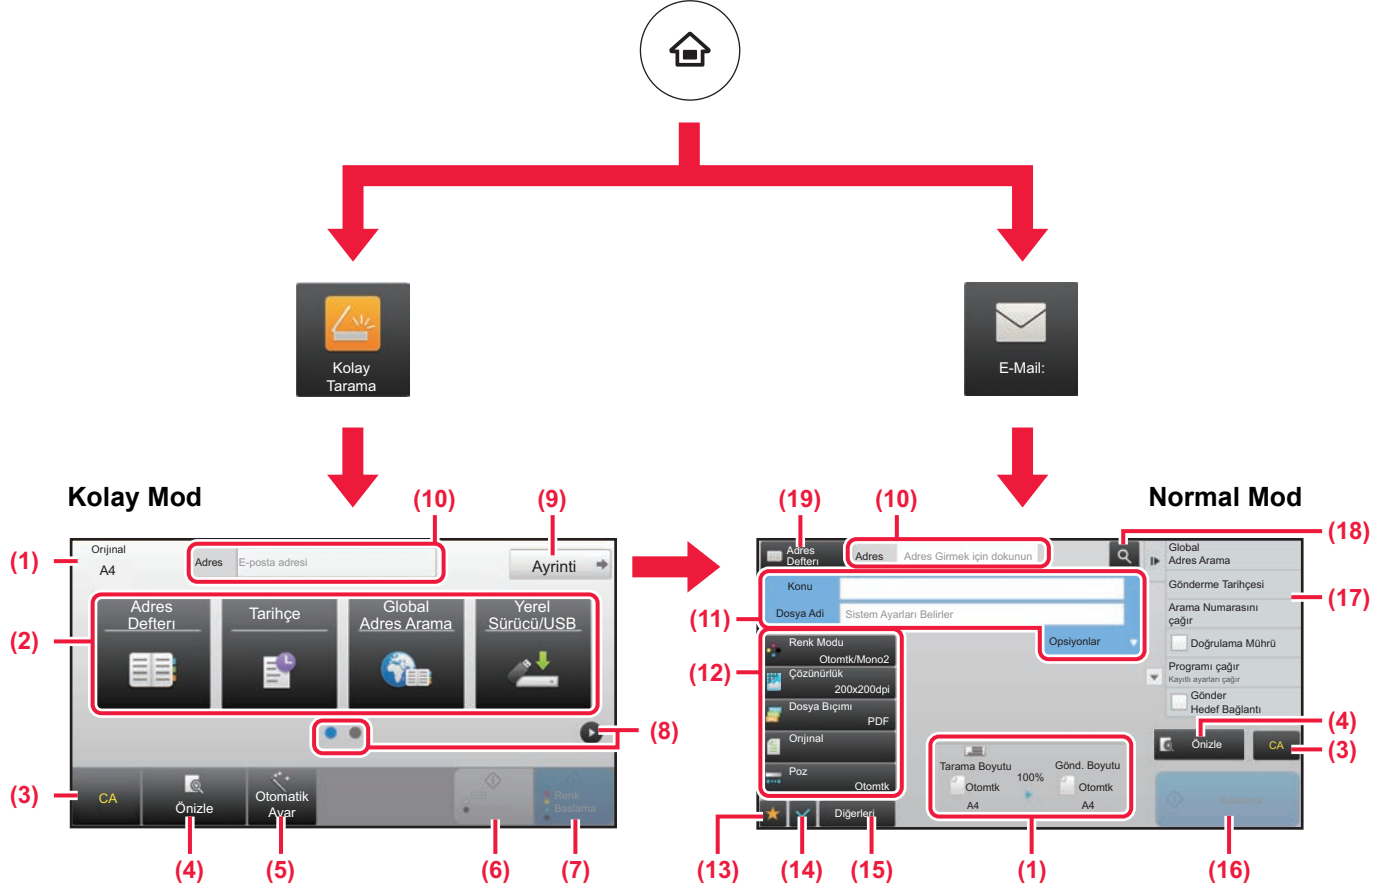 Kolay
Tarama
E-Mail:
Kolay Mod
(10)
(9)
(1)
Orıjınal
A4
Adres
E-posta adresi
Ayrinti
(2)
Adres
Defterı
Tarihçe
Global
Adres Arama
Yerel
Sürücü/USB
(8)
(3)
CA
Önizle
Otomatik
Ayar
Renk
Başlama
(4)
(5)
(6)
(7)
Normal Mod
(19)
(10)
(18)
Adres
Defterı
Adres
Adres Girmek için dokunun
Global
Adres Arama
Gönderme Tarihçesi
(17)
Arama Numarasını
çağır
Doğrulama Mührü
Programı çağır
Kayıtlı ayarları çağır
Gönder
Hedef Bağlantı
(11)
Konu
Dosya Adi
Sistem Ayarları Belirler
Opsiyonlar
(12)
Renk Modu
Otomtk/Mono2
Çözünürlük
200x200dpi
Dosya Bıçımı
PDF
Orıjınal
Poz
Otomtk
(4)
Önizle
CA
(3)
Tarama Boyutu
Otomtk
A4
100%
Gönd. Boyutu
Otomtk
A4
Diğerleri
(13)
(14)
(15)
(1)
(16)